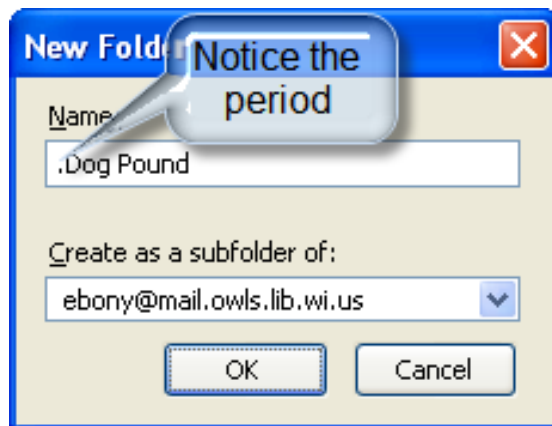 New Folder
Notice the
period
Name
.Dog Pound
Create as a subfolder of:
ebony@mail.owls.lib.wi.us
OK
Cancel